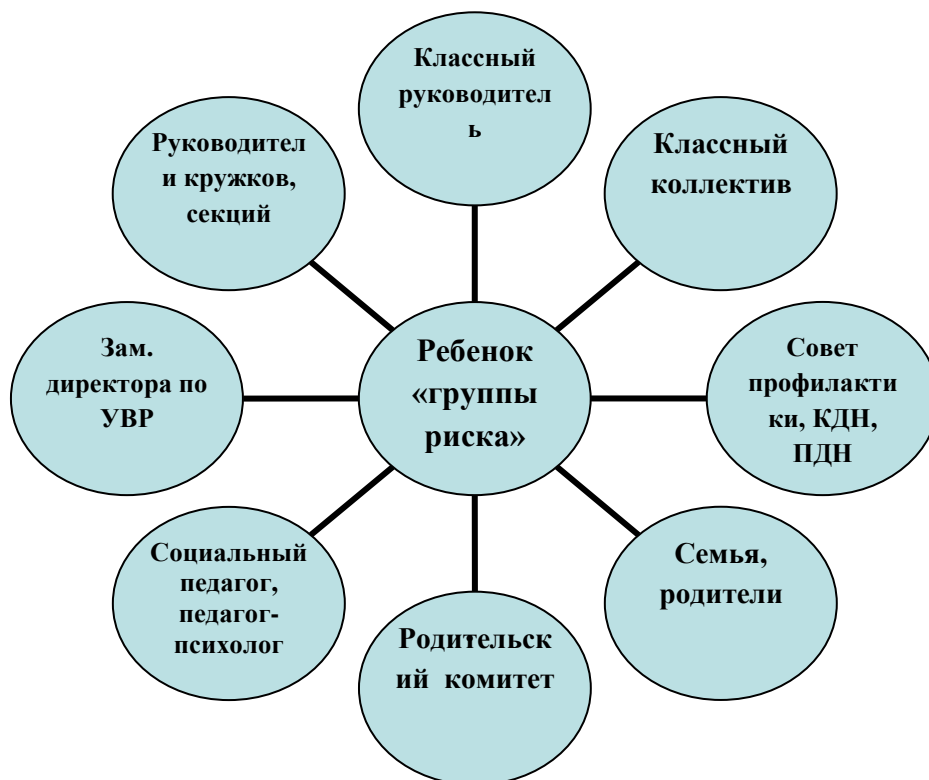 Классный
руководител
ь
Руководител
и кружков,
секций
Классный
коллектив
Зам.
директора по
УВР
Ребенок
«группы
риска»
Совет
профилакти
ки, КДН,
ПДН
Социальный
педагог,
педагог-
психолог
Семья,
родители
Родительск
ий комитет